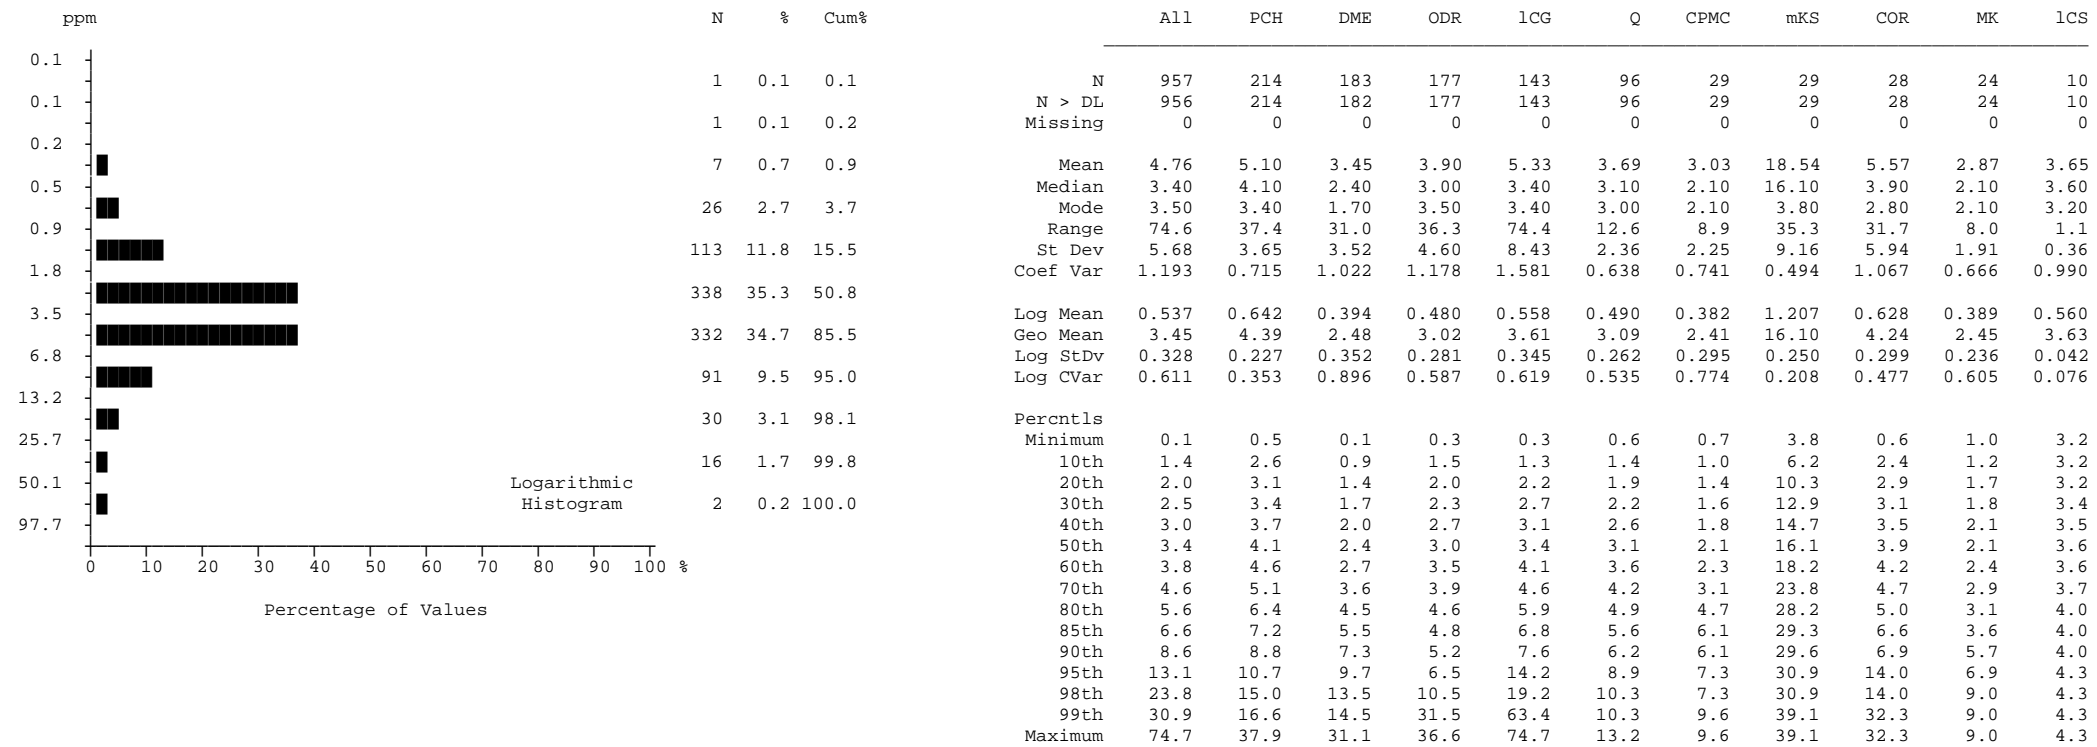 ppm N % Cum% All PCH DME ODR lCG Q CPMC mKS COR MK lCS
0.1
1 0.1 0.1 N 957 214 183 177 143 96 29 29 28 24 10
0.1 N > DL 956 214 182 177 143 96 29 29 28 24 10
1 0.1 0.2 Missing 0 0 0 0 0 0 0 0 0 0 0
0.2
7 0.7 0.9 Mean 4.76 5.10 3.45 3.90 5.33 3.69 3.03 18.54 5.57 2.87 3.65
0.5 Median 3.40 4.10 2.40 3.00 3.40 3.10 2.10 16.10 3.90 2.10 3.60
26 2.7 3.7 Mode 3.50 3.40 1.70 3.50 3.40 3.00 2.10 3.80 2.80 2.10 3.20
0.9 Range 74.6 37.4 31.0 36.3 74.4 12.6 8.9 35.3 31.7 8.0 1.1
113 11.8 15.5 St Dev 5.68 3.65 3.52 4.60 8.43 2.36 2.25 9.16 5.94 1.91 0.36
1.8 Coef Var 1.193 0.715 1.022 1.178 1.581 0.638 0.741 0.494 1.067 0.666 0.990
338 35.3 50.8
3.5 Log Mean 0.537 0.642 0.394 0.480 0.558 0.490 0.382 1.207 0.628 0.389 0.560
332 34.7 85.5 Geo Mean 3.45 4.39 2.48 3.02 3.61 3.09 2.41 16.10 4.24 2.45 3.63
6.8 Log StDv 0.328 0.227 0.352 0.281 0.345 0.262 0.295 0.250 0.299 0.236 0.042
91 9.5 95.0 Log CVar 0.611 0.353 0.896 0.587 0.619 0.535 0.774 0.208 0.477 0.605 0.076
13.2
30 3.1 98.1 Percntls
25.7 Minimum 0.1 0.5 0.1 0.3 0.3 0.6 0.7 3.8 0.6 1.0 3.2
16 1.7 99.8 10th 1.4 2.6 0.9 1.5 1.3 1.4 1.0 6.2 2.4 1.2 3.2
50.1 Logarithmic 20th 2.0 3.1 1.4 2.0 2.2 1.9 1.4 10.3 2.9 1.7 3.2
Histogram 2 0.2 100.0 30th 2.5 3.4 1.7 2.3 2.7 2.2 1.6 12.9 3.1 1.8 3.4
97.7 40th 3.0 3.7 2.0 2.7 3.1 2.6 1.8 14.7 3.5 2.1 3.5
50th 3.4 4.1 2.4 3.0 3.4 3.1 2.1 16.1 3.9 2.1 3.6
0 10 20 30 40 50 60 70 80 90 100 % 60th 3.8 4.6 2.7 3.5 4.1 3.6 2.3 18.2 4.2 2.4 3.6
70th 4.6 5.1 3.6 3.9 4.6 4.2 3.1 23.8 4.7 2.9 3.7
Percentage of Values 80th 5.6 6.4 4.5 4.6 5.9 4.9 4.7 28.2 5.0 3.1 4.0
85th 6.6 7.2 5.5 4.8 6.8 5.6 6.1 29.3 6.6 3.6 4.0
90th 8.6 8.8 7.3 5.2 7.6 6.2 6.1 29.6 6.9 5.7 4.0
95th 13.1 10.7 9.7 6.5 14.2 8.9 7.3 30.9 14.0 6.9 4.3
98th 23.8 15.0 13.5 10.5 19.2 10.3 7.3 30.9 14.0 9.0 4.3
99th 30.9 16.6 14.5 31.5 63.4 10.3 9.6 39.1 32.3 9.0 4.3
Maximum 74.7 37.9 31.1 36.6 74.7 13.2 9.6 39.1 32.3 9.0 4.3